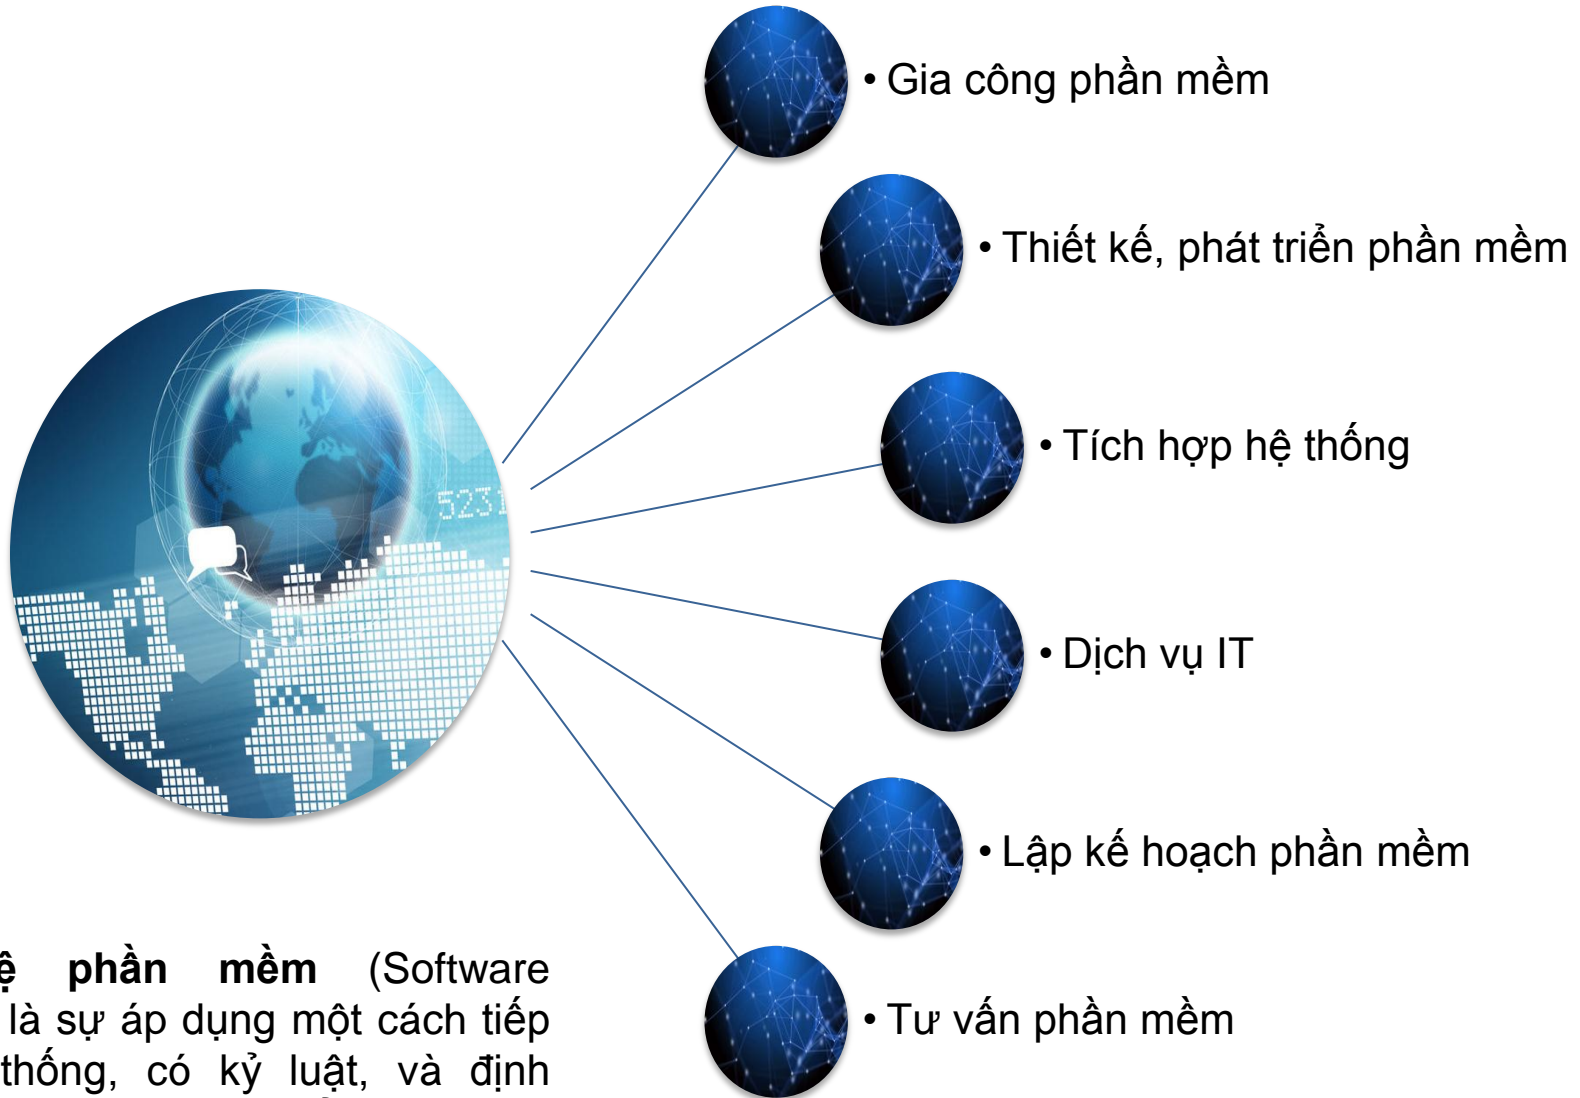 • Gia công phần mềm
• Thiết kế, phát triển phần mềm
• Tích hợp hệ thống
5231
• Dịch vụ IT
• Lập kế hoạch phần mềm
phần mềm (Software
là sự áp dụng một cách tiếp
thống, có kỷ luật, và định
• Tư vấn phần mềm